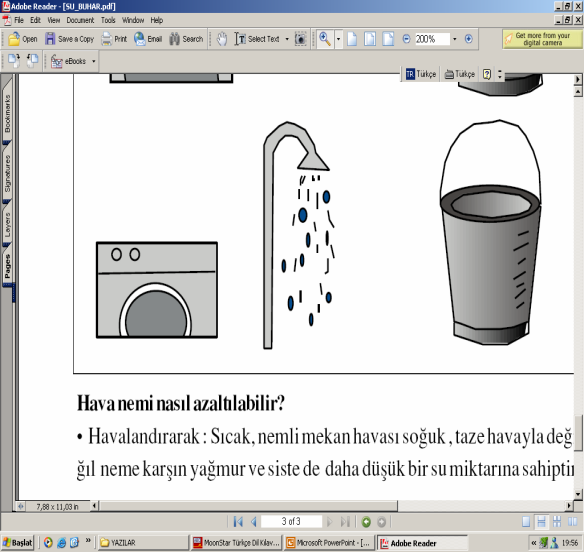 Adobe Reader - [SU_BUHAR.pdf]
File Edit View Document Tools Window Help
Open Save a Copy Print Email Search Select Text 200% Get more from your digital camera
eBooks
TR Türkçe Türkçe
Bookmarks
Signatures
Layers
Pages
Hava nemi nasıl azaltılabilir?
• Havalandırarak : Sıcak, nemli mekan havası soğuk , taze havayla değ
ğıl neme karşın yağmur ve siste de daha düşük bir su miktarına sahiptir
7,88 x 11,03 in
3 of 3
Başlat YAZILAR MoonStar Türkçe Dil Kılav... Microsoft PowerPoint - [... Adobe Reader 19:56